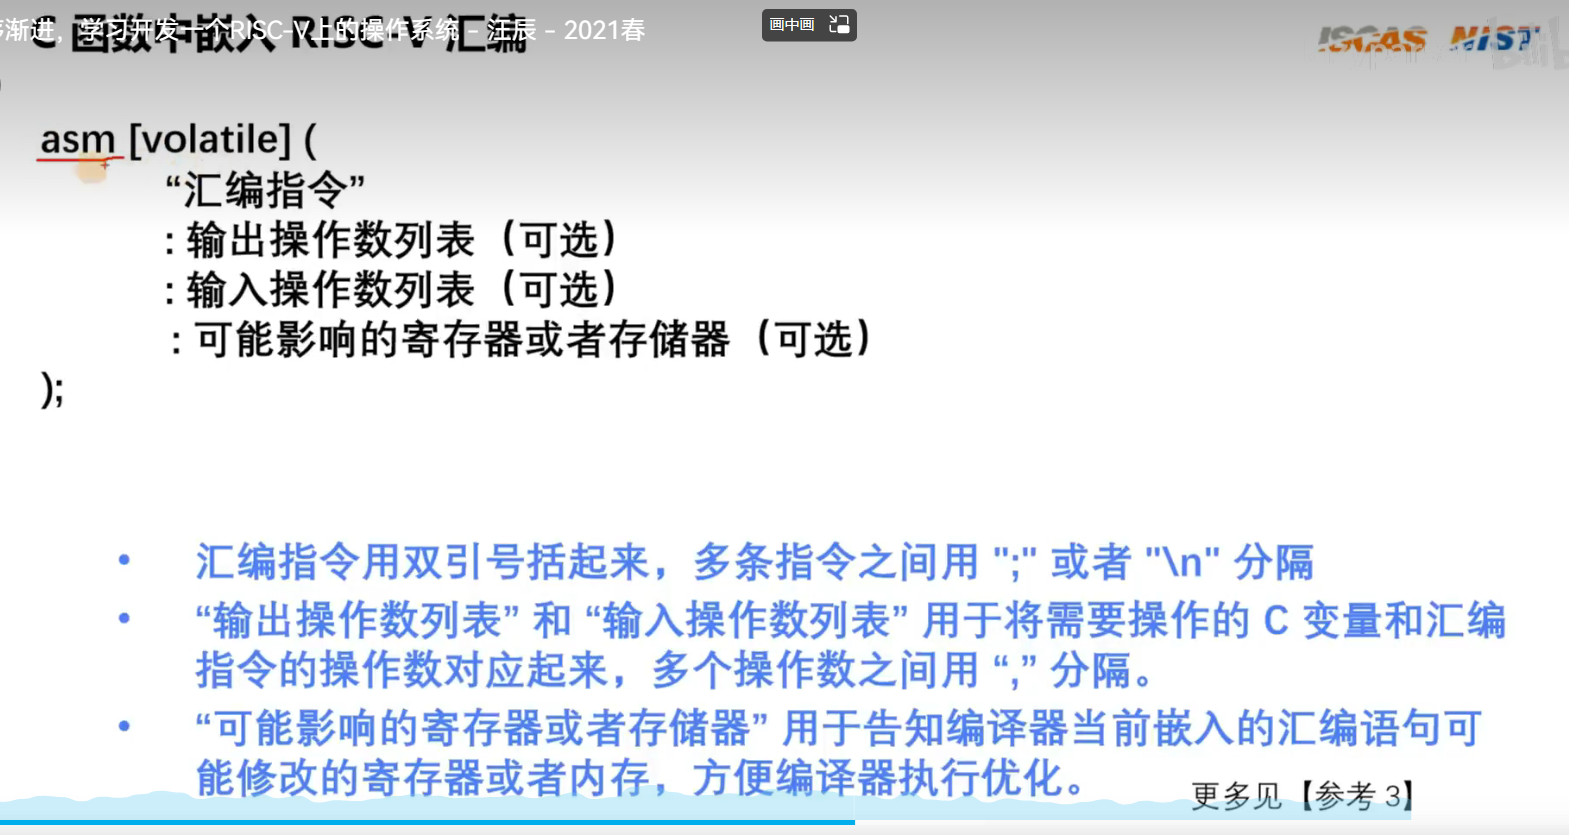 渐进，学习开发一个RISC-V上的操作系统 - 汪辰 - 2021春
画中画
C 函数中嵌入 RISC-V 汇编
ISCAS NIST
asm [volatile] (
“汇编指令”
: 输出操作数列表（可选）
: 输入操作数列表（可选）
: 可能影响的寄存器或者存储器（可选）
);
• 汇编指令用双引号括起来，多条指令之间用 ";" 或者 "\n" 分隔
• “输出操作数列表” 和 “输入操作数列表” 用于将需要操作的 C 变量和汇编
指令的操作数对应起来，多个操作数之间用 “,” 分隔。
• “可能影响的寄存器或者存储器” 用于告知编译器当前嵌入的汇编语句可
能修改的寄存器或者内存，方便编译器执行优化。
更多见【参考 3】